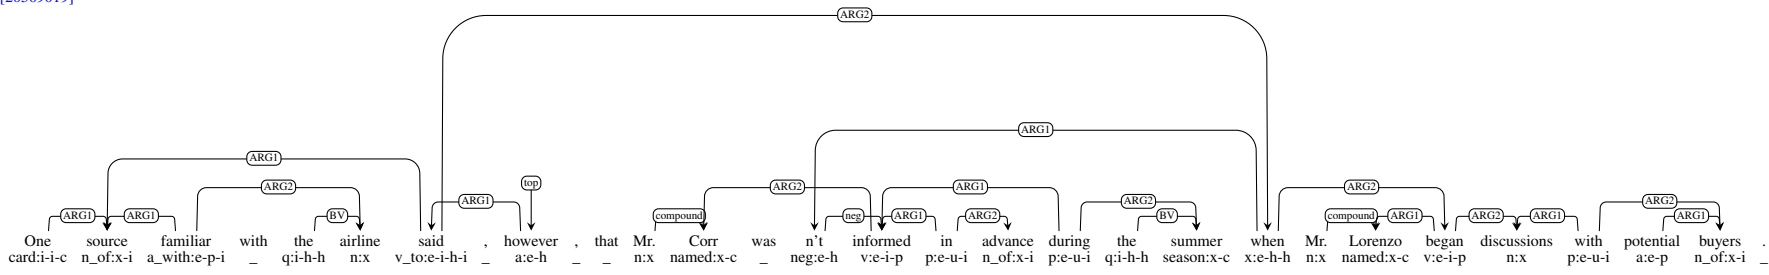 ARG2
ARG1
ARG1
top
ARG2 ARG2 ARG1 ARG2
ARG1 ARG2 ARG2
ARG1 ARG1 BV compound neg ARG1 ARG2 BV compound ARG1 ARG2 ARG1 ARG1
One source familiar with the airline said , however , that Mr. Corr was n't informed in advance during the summer when Mr. Lorenzo began discussions with potential buyers .
card:i-i-c n_of:x-i a_with:e-p-i _ q:i-h-h n:x v_to:e-i-h-i _ a:e-h _ _ n:x named:x-c _ neg:e-h v:e-i-p p:e-u-i n_of:x-i p:e-u-i q:i-h-h season:x-c x:e-h-h n:x named:x-c v:e-i-p n:x p:e-u-i a:e-p n_of:x-i _